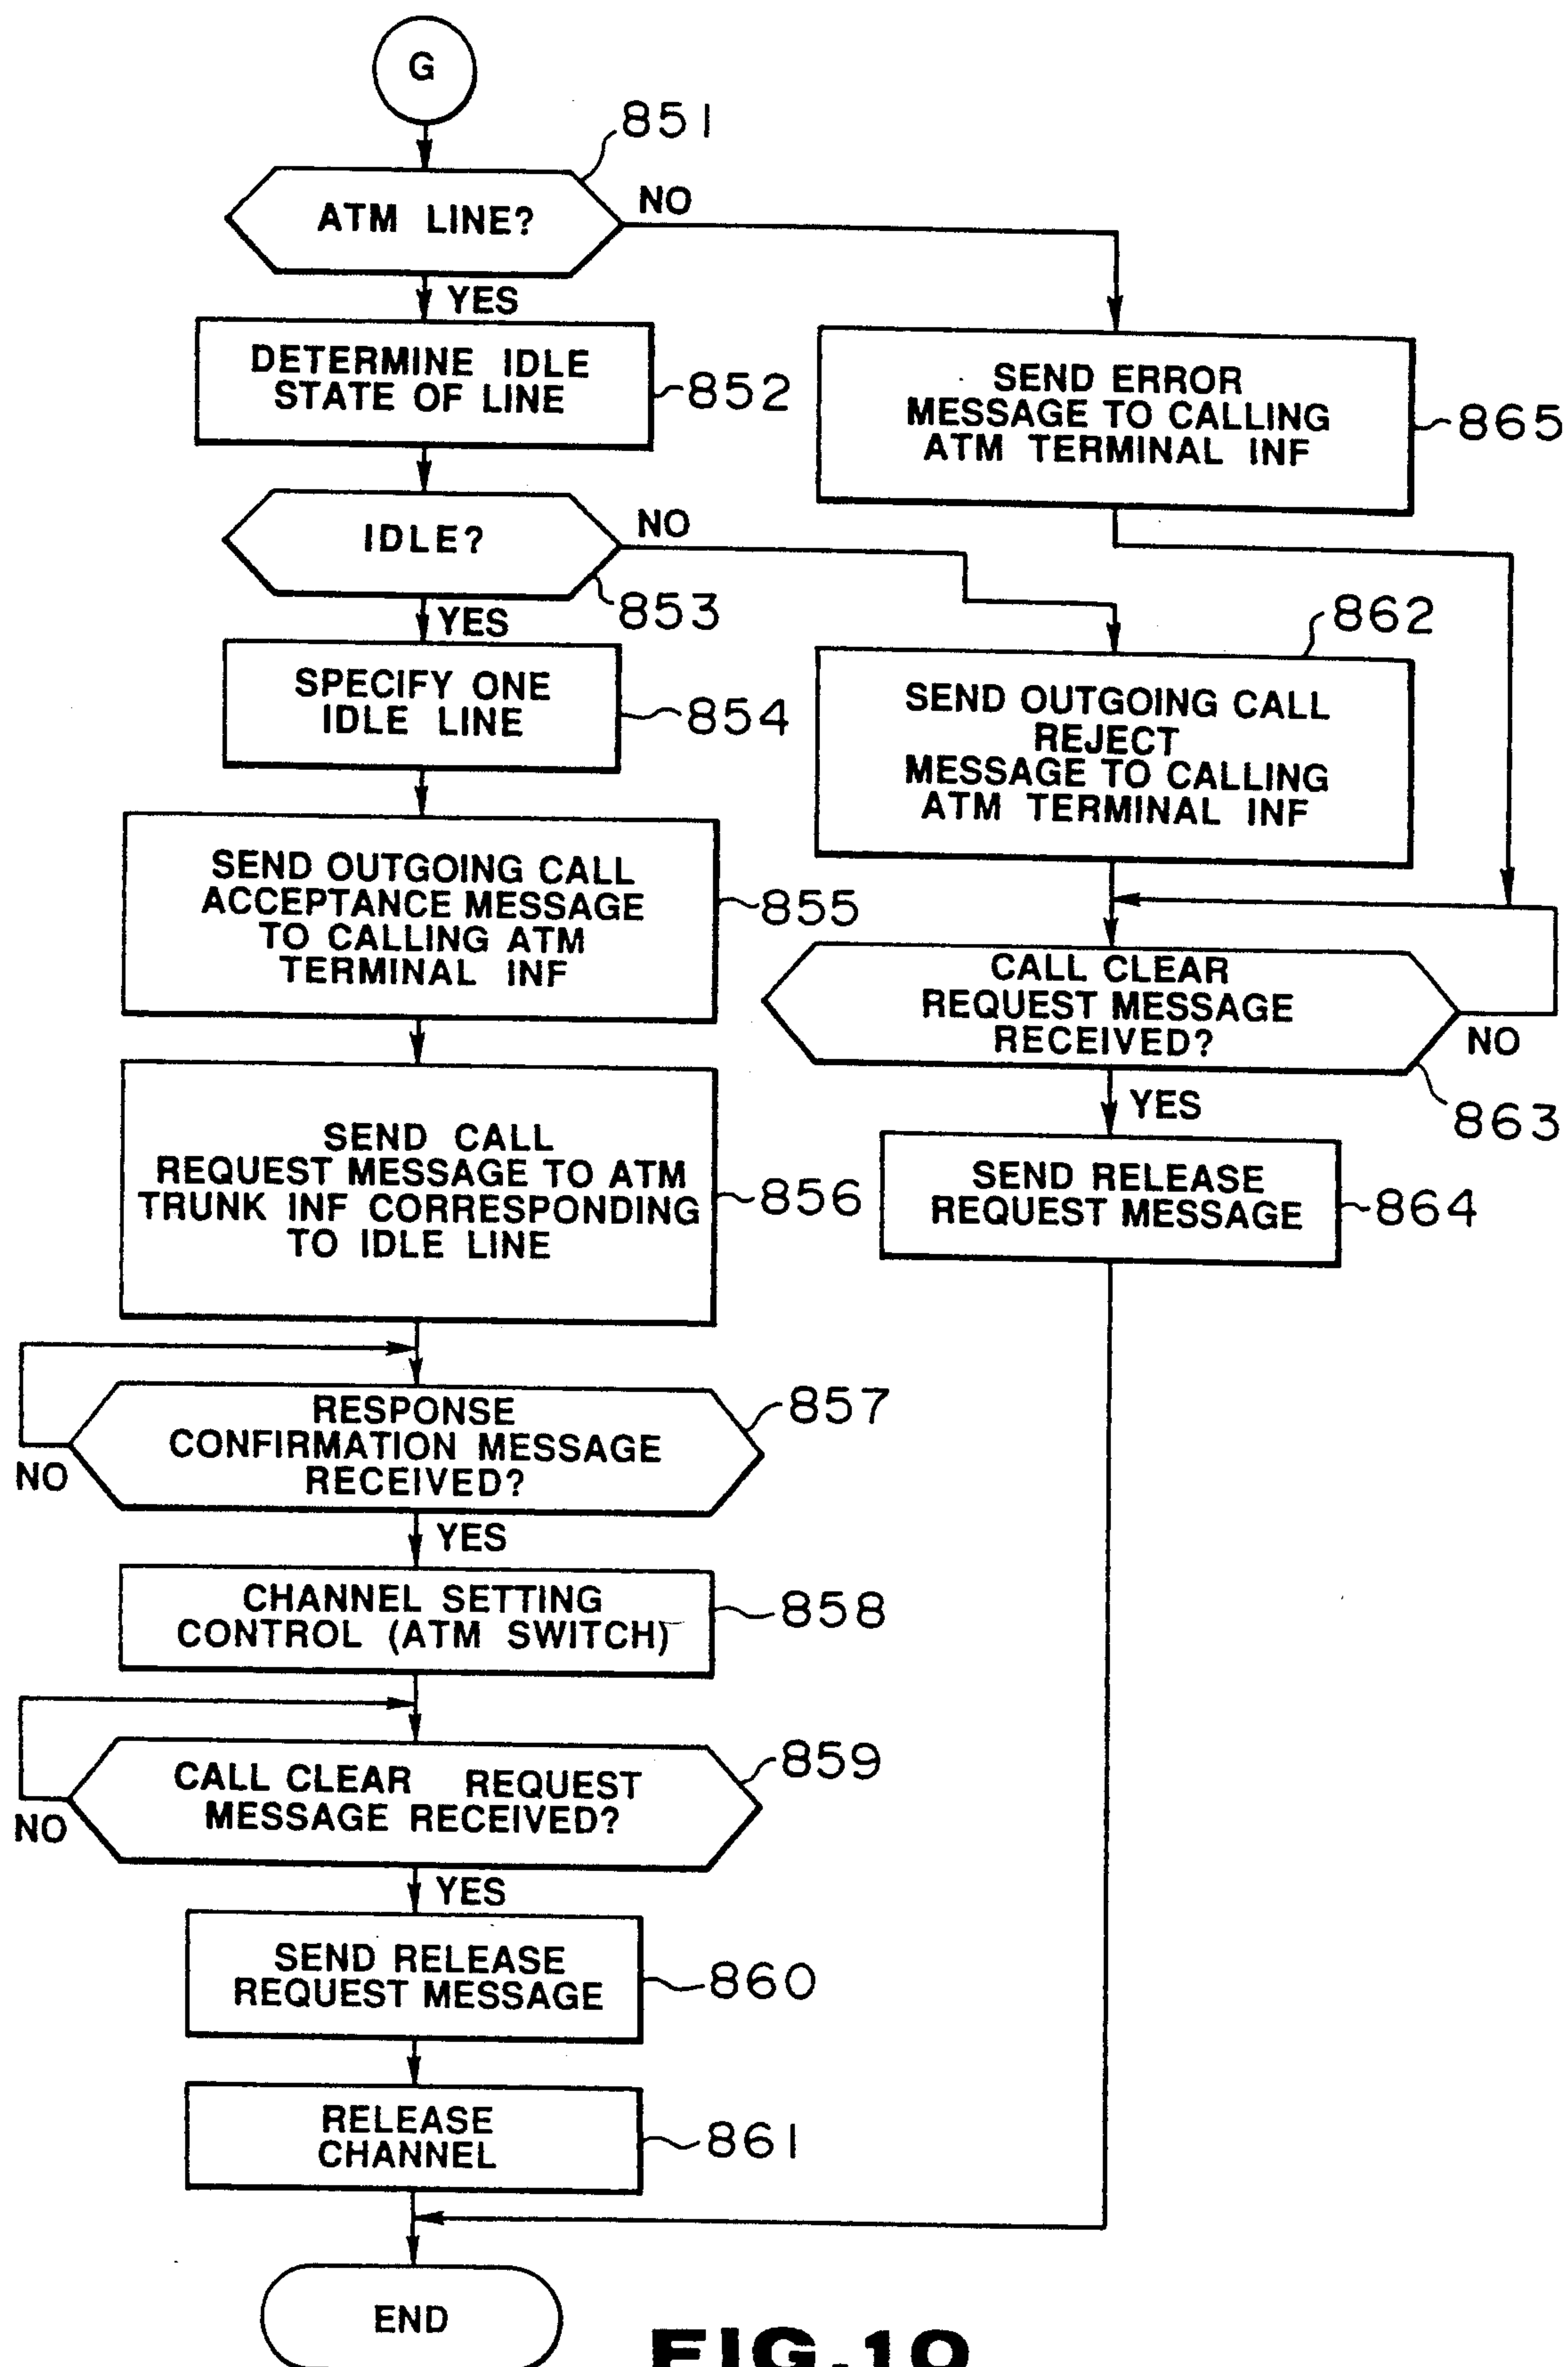 G
851
ATM LINE?
NO
YES
DETERMINE IDLE
STATE OF LINE
852
SEND ERROR
MESSAGE TO CALLING
ATM TERMINAL INF
865
IDLE?
NO
853
YES
862
SPECIFY ONE
IDLE LINE
854
SEND OUTGOING CALL
REJECT
MESSAGE TO CALLING
ATM TERMINAL INF
SEND OUTGOING CALL
ACCEPTANCE MESSAGE
TO CALLING ATM
TERMINAL INF
855
CALL CLEAR
REQUEST MESSAGE
RECEIVED?
NO
863
YES
SEND CALL
REQUEST MESSAGE TO ATM
TRUNK INF CORRESPONDING
TO IDLE LINE
856
SEND RELEASE
REQUEST MESSAGE
864
RESPONSE
CONFIRMATION MESSAGE
RECEIVED?
857
NO
YES
CHANNEL SETTING
CONTROL (ATM SWITCH)
858
CALL CLEAR REQUEST
MESSAGE RECEIVED?
859
NO
YES
SEND RELEASE
REQUEST MESSAGE
860
RELEASE
CHANNEL
861
END
FIG.10